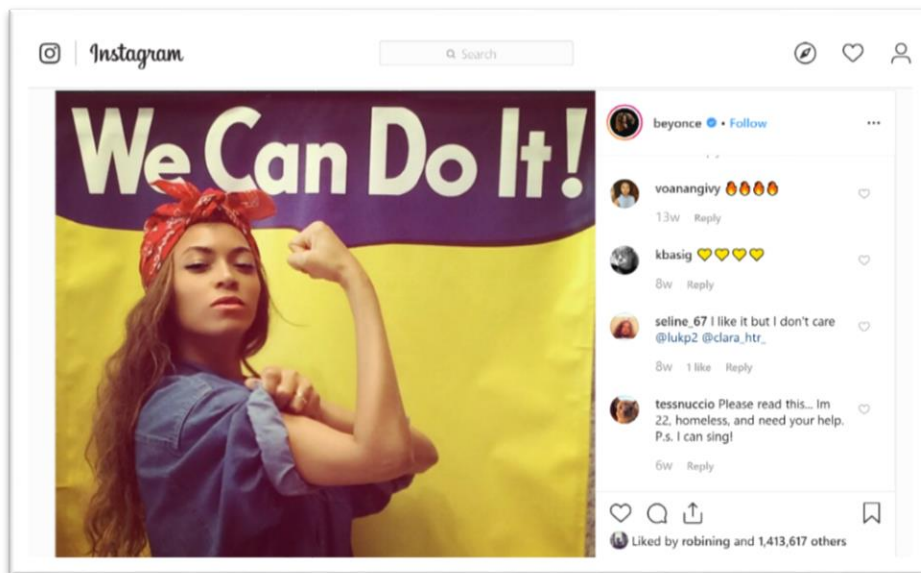 Instagram
Search
We Can Do It!
beyonce • Follow
voanangivy 🔥🔥🔥🔥
13w Reply
kbasig 💛💛💛💛
8w Reply
seline_67 I like it but I don't care
@lukp2 @clara_htr_
8w 1 like Reply
tessnuccio Please read this... Im
22, homeless, and need your help.
P.s. I can sing!
6w Reply
Liked by robining and 1,413,617 others